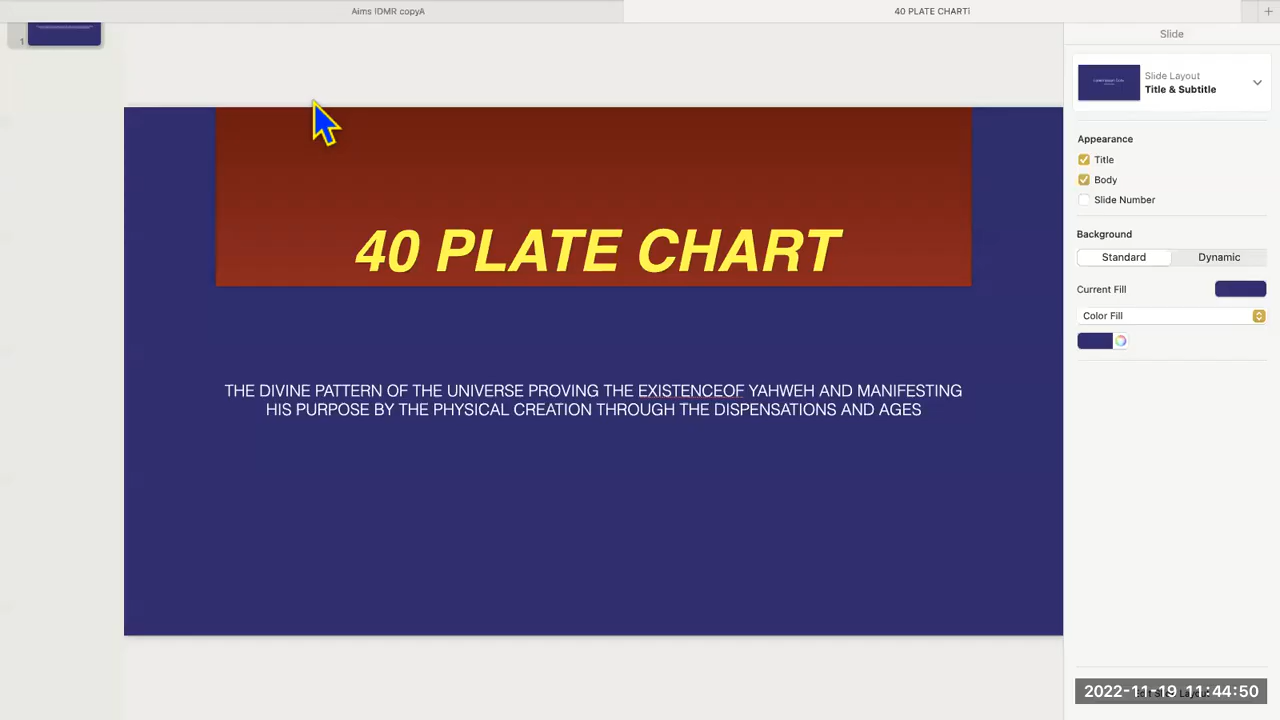 Aims IDMR copyA
40 PLATE CHARTi
Slide
1
Slide Layout
Title & Subtitle
Appearance
Title
Body
Slide Number
Background
Standard
Dynamic
Current Fill
Color Fill
40 PLATE CHART
THE DIVINE PATTERN OF THE UNIVERSE PROVING THE EXISTENCEOF YAHWEH AND MANIFESTING
HIS PURPOSE BY THE PHYSICAL CREATION THROUGH THE DISPENSATIONS AND AGES
2022-11-19 11:44:50